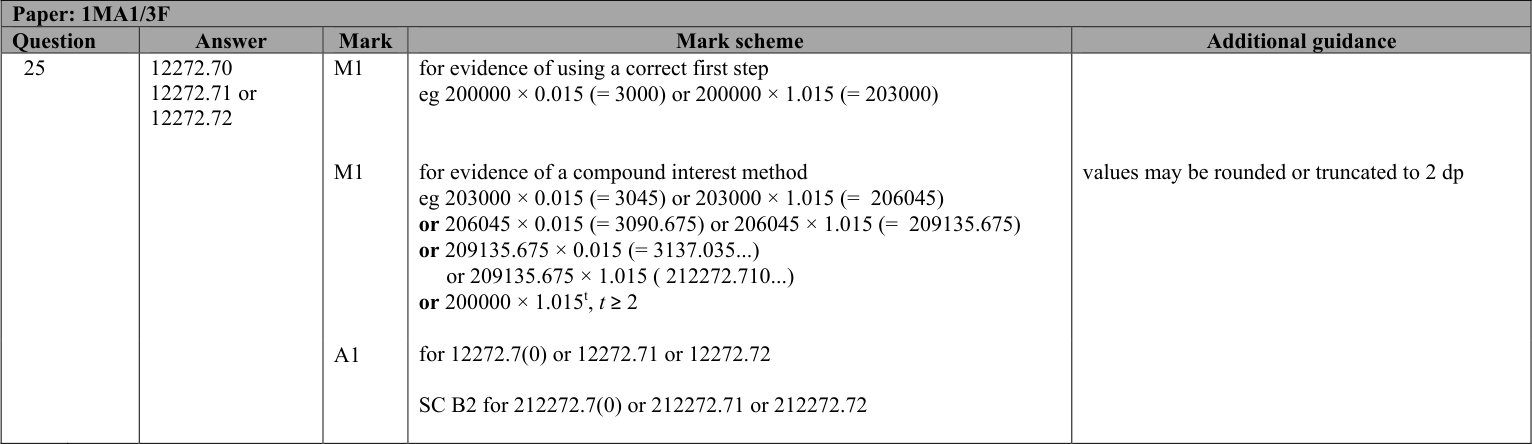 Paper: 1MA1/3F
Question Answer Mark Mark scheme Additional guidance
25 12272.70 M1 for evidence of using a correct first step
12272.71 or eg 200000 × 0.015 (= 3000) or 200000 × 1.015 (= 203000)
12272.72
M1 for evidence of a compound interest method values may be rounded or truncated to 2 dp
eg 203000 × 0.015 (= 3045) or 203000 × 1.015 (= 206045)
or 206045 × 0.015 (= 3090.675) or 206045 × 1.015 (= 209135.675)
or 209135.675 × 0.015 (= 3137.035...)
or 209135.675 × 1.015 ( 212272.710...)
or 200000 × 1.015ᵗ, t ≥ 2
A1 for 12272.7(0) or 12272.71 or 12272.72
SC B2 for 212272.7(0) or 212272.71 or 212272.72